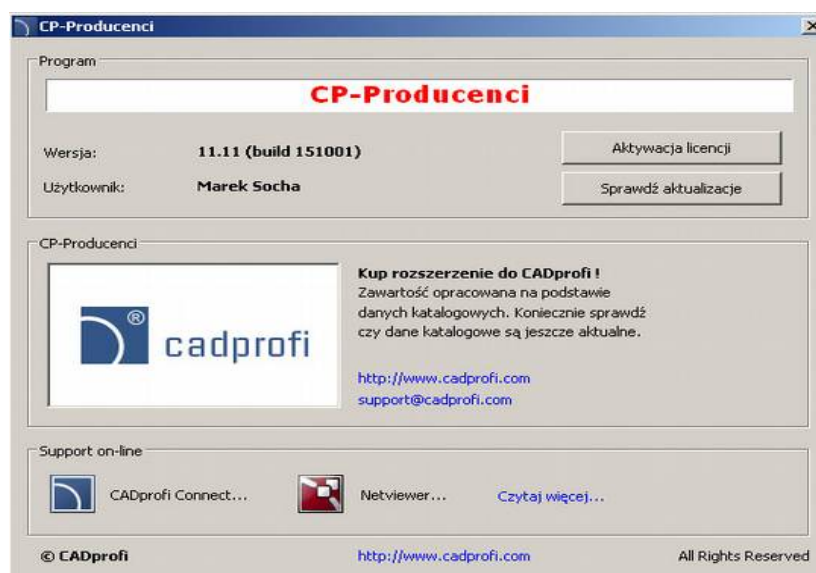 CP-Producenci
Program
CP-Producenci
Wersja: 11.11 (build 151001)
Aktywacja licencji
Użytkownik: Marek Socha
Sprawdź aktualizacje
CP-Producenci
® cadprofi
Kup rozszerzenie do CADprofi !
Zawartość opracowana na podstawie
danych katalogowych. Koniecznie sprawdź
czy dane katalogowe są jeszcze aktualne.
http://www.cadprofi.com
support@cadprofi.com
Support on-line
CADprofi Connect...
Netviewer...
Czytaj więcej...
© CADprofi
http://www.cadprofi.com
All Rights Reserved